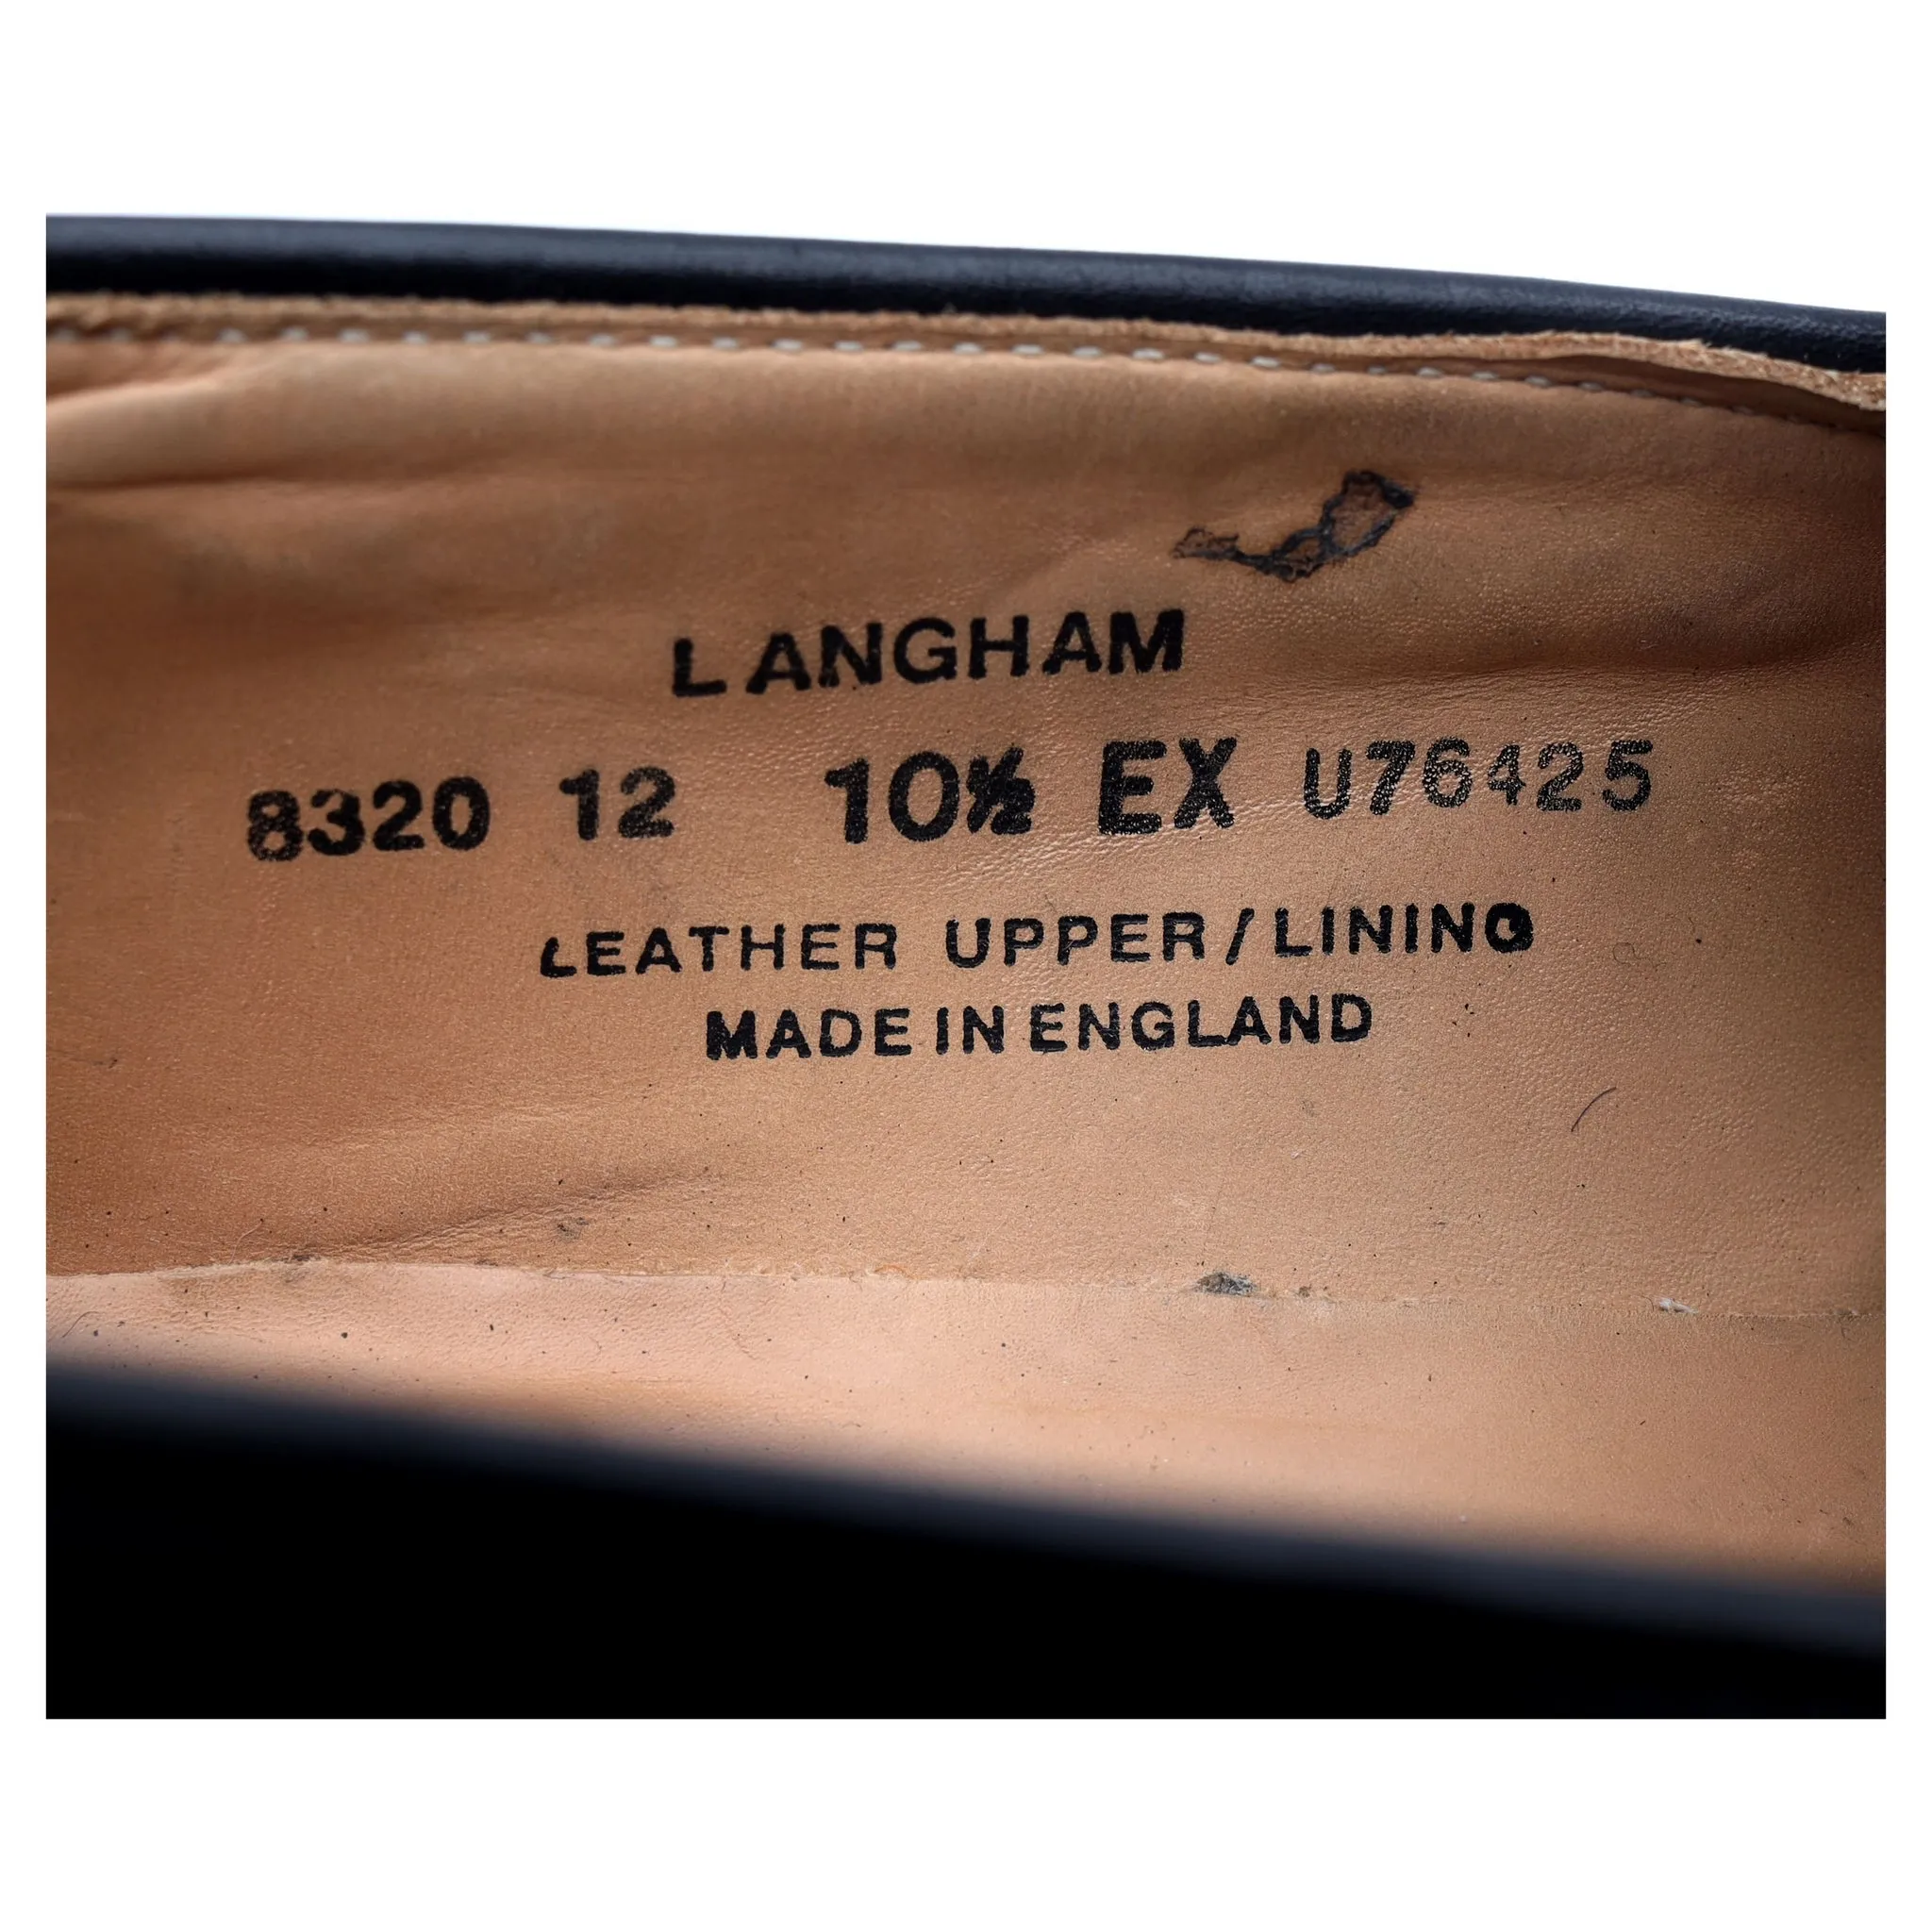 LANGHAM
8320 12 10½ EX U76425
LEATHER UPPER/LINING
MADE IN ENGLAND